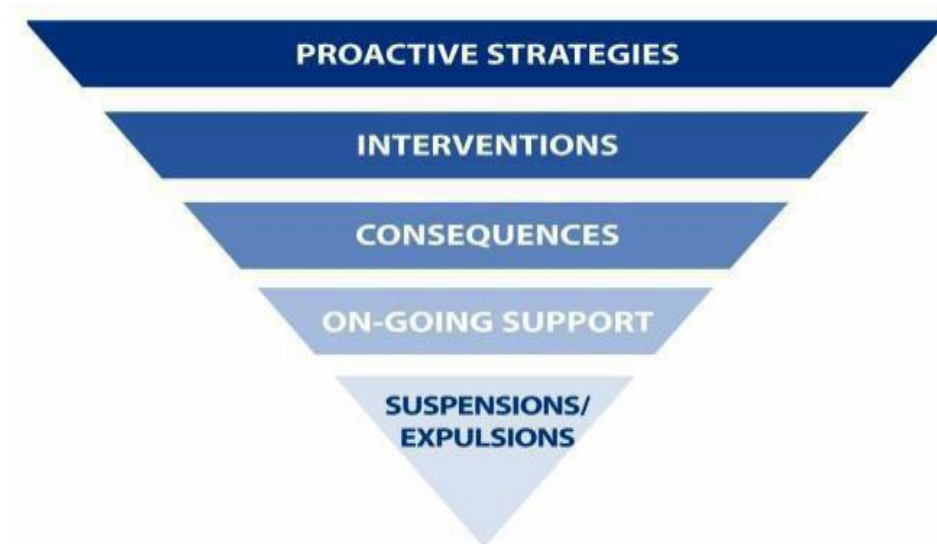 PROACTIVE STRATEGIES
INTERVENTIONS
CONSEQUENCES
ON-GOING SUPPORT
SUSPENSIONS/
EXPULSIONS